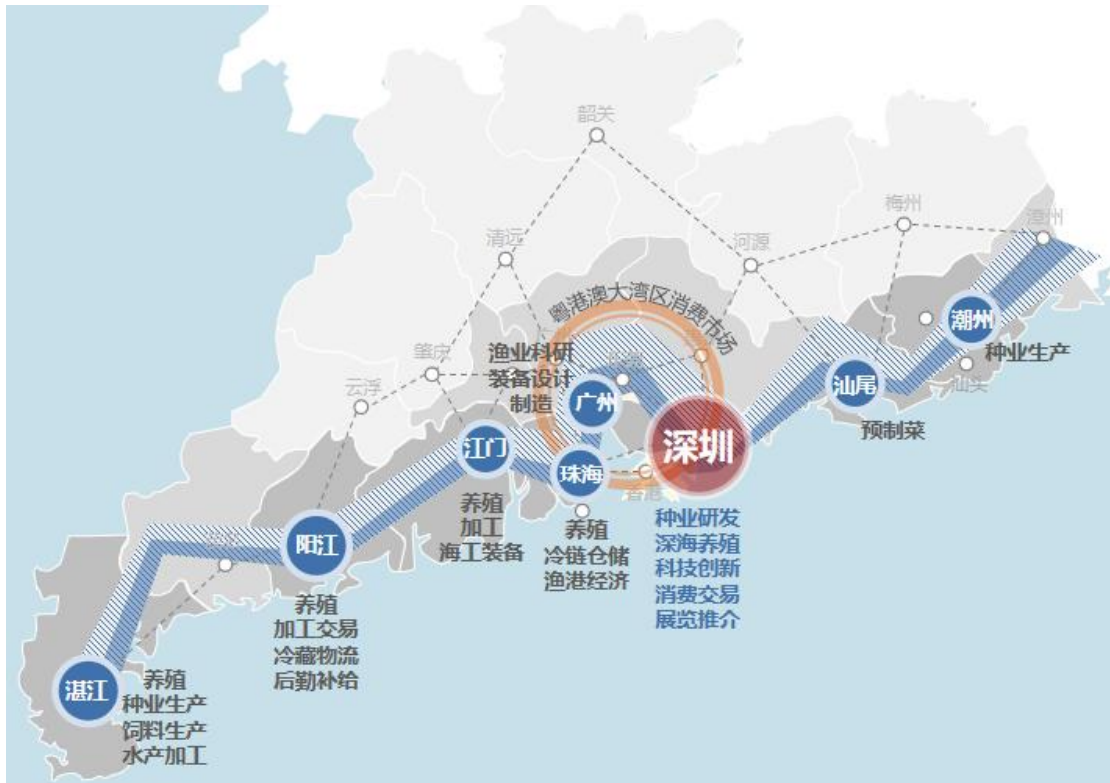 韶关
梅州
漳州
清远
河源
粤港澳大湾区消费市场
潮州
种业生产
汕头
肇庆
云浮
渔业科研
装备设计
制造
广州
汕尾
预制菜
深圳
江门
珠海
香港
养殖
加工
海工装备
养殖
冷链仓储
渔港经济
种业研发
深海养殖
科技创新
消费交易
展览推介
阳江
养殖
加工交易
冷藏物流
后勤补给
湛江
养殖
种业生产
饲料生产
水产加工